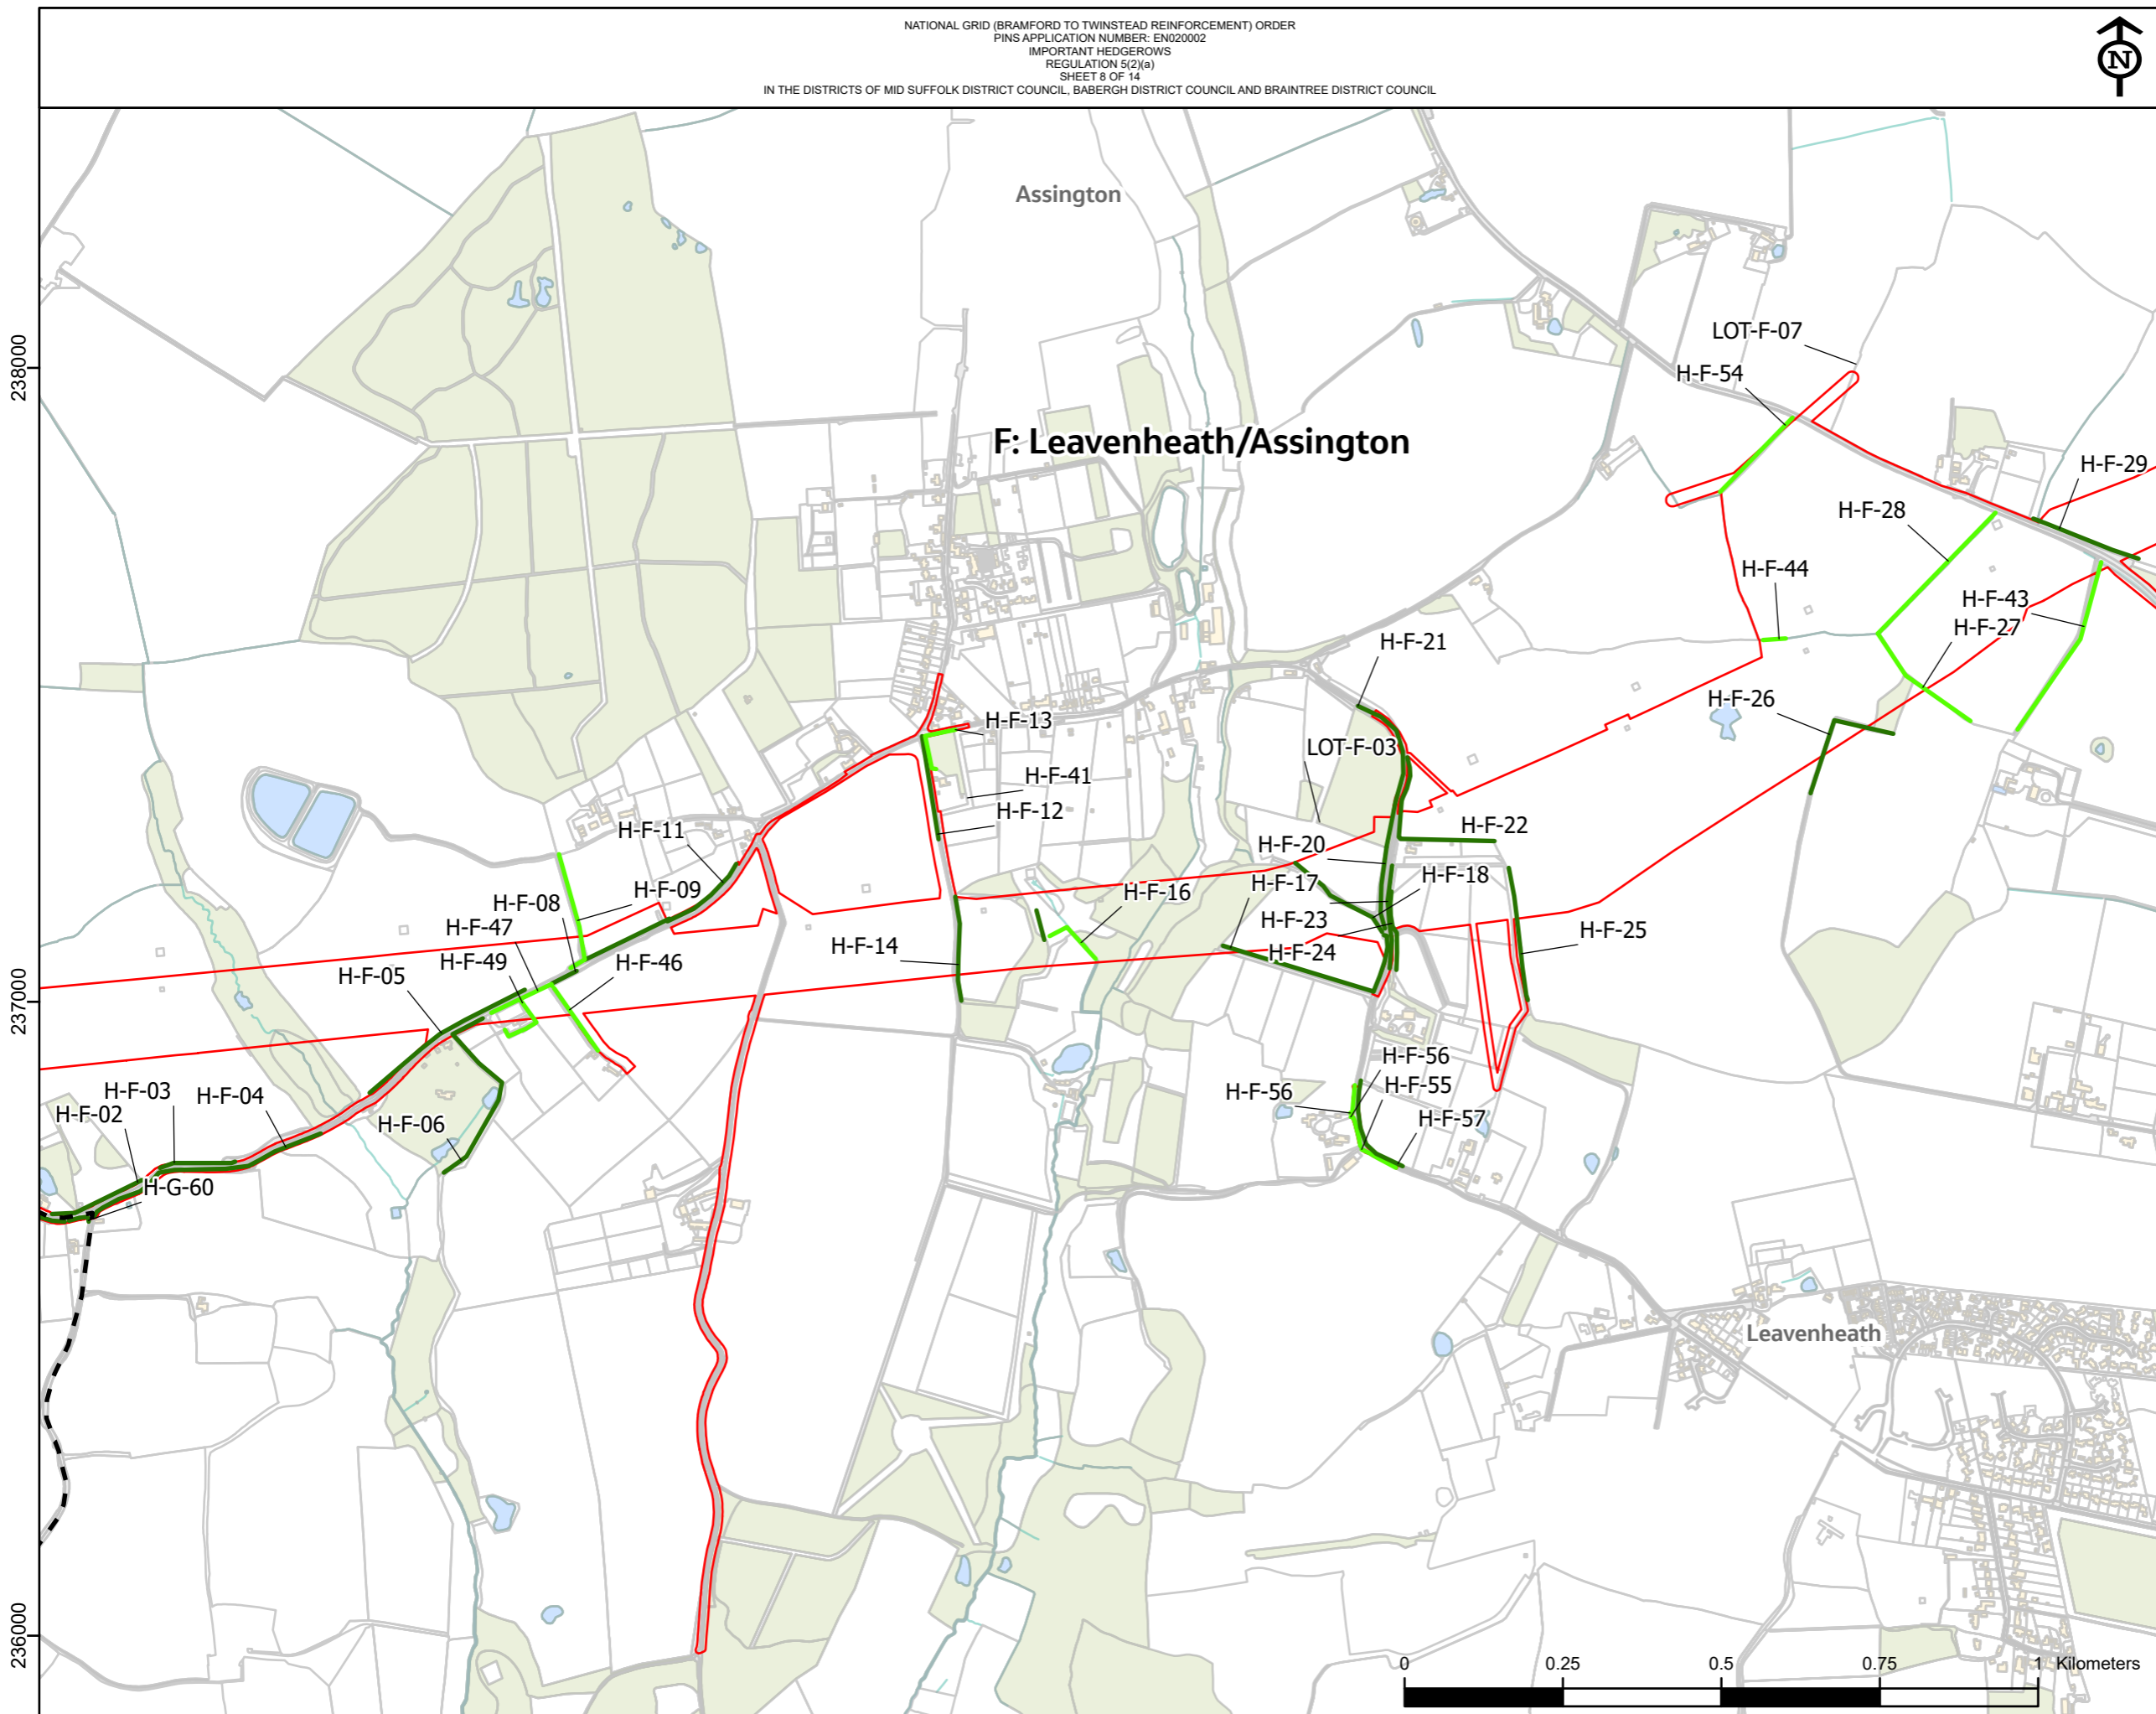 NATIONAL GRID (BRAMFORD TO TWINSTEAD REINFORCEMENT) ORDER
PINS APPLICATION NUMBER: EN020002
IMPORTANT HEDGEROWS
REGULATION 5(2)(a)
SHEET 8 OF 14
IN THE DISTRICTS OF MID SUFFOLK DISTRICT COUNCIL, BABERGH DISTRICT COUNCIL AND BRAINTREE DISTRICT COUNCIL
N
Assington
238000
LOT-F-07
H-F-54
F: Leavenheath/Assington
H-F-29
H-F-28
H-F-44
H-F-43
H-F-27
H-F-21
H-F-26
H-F-13
LOT-F-03
H-F-41
H-F-12
H-F-22
H-F-11
H-F-20
H-F-18
H-F-17
H-F-16
H-F-09
H-F-08
H-F-23
H-F-47
H-F-25
H-F-14
H-F-24
H-F-49
H-F-46
H-F-05
237000
H-F-56
H-F-55
H-F-56
H-F-03
H-F-04
H-F-02
H-F-57
H-F-06
H-G-60
Leavenheath
236000
0
0.25
0.5
0.75
1
Kilometers